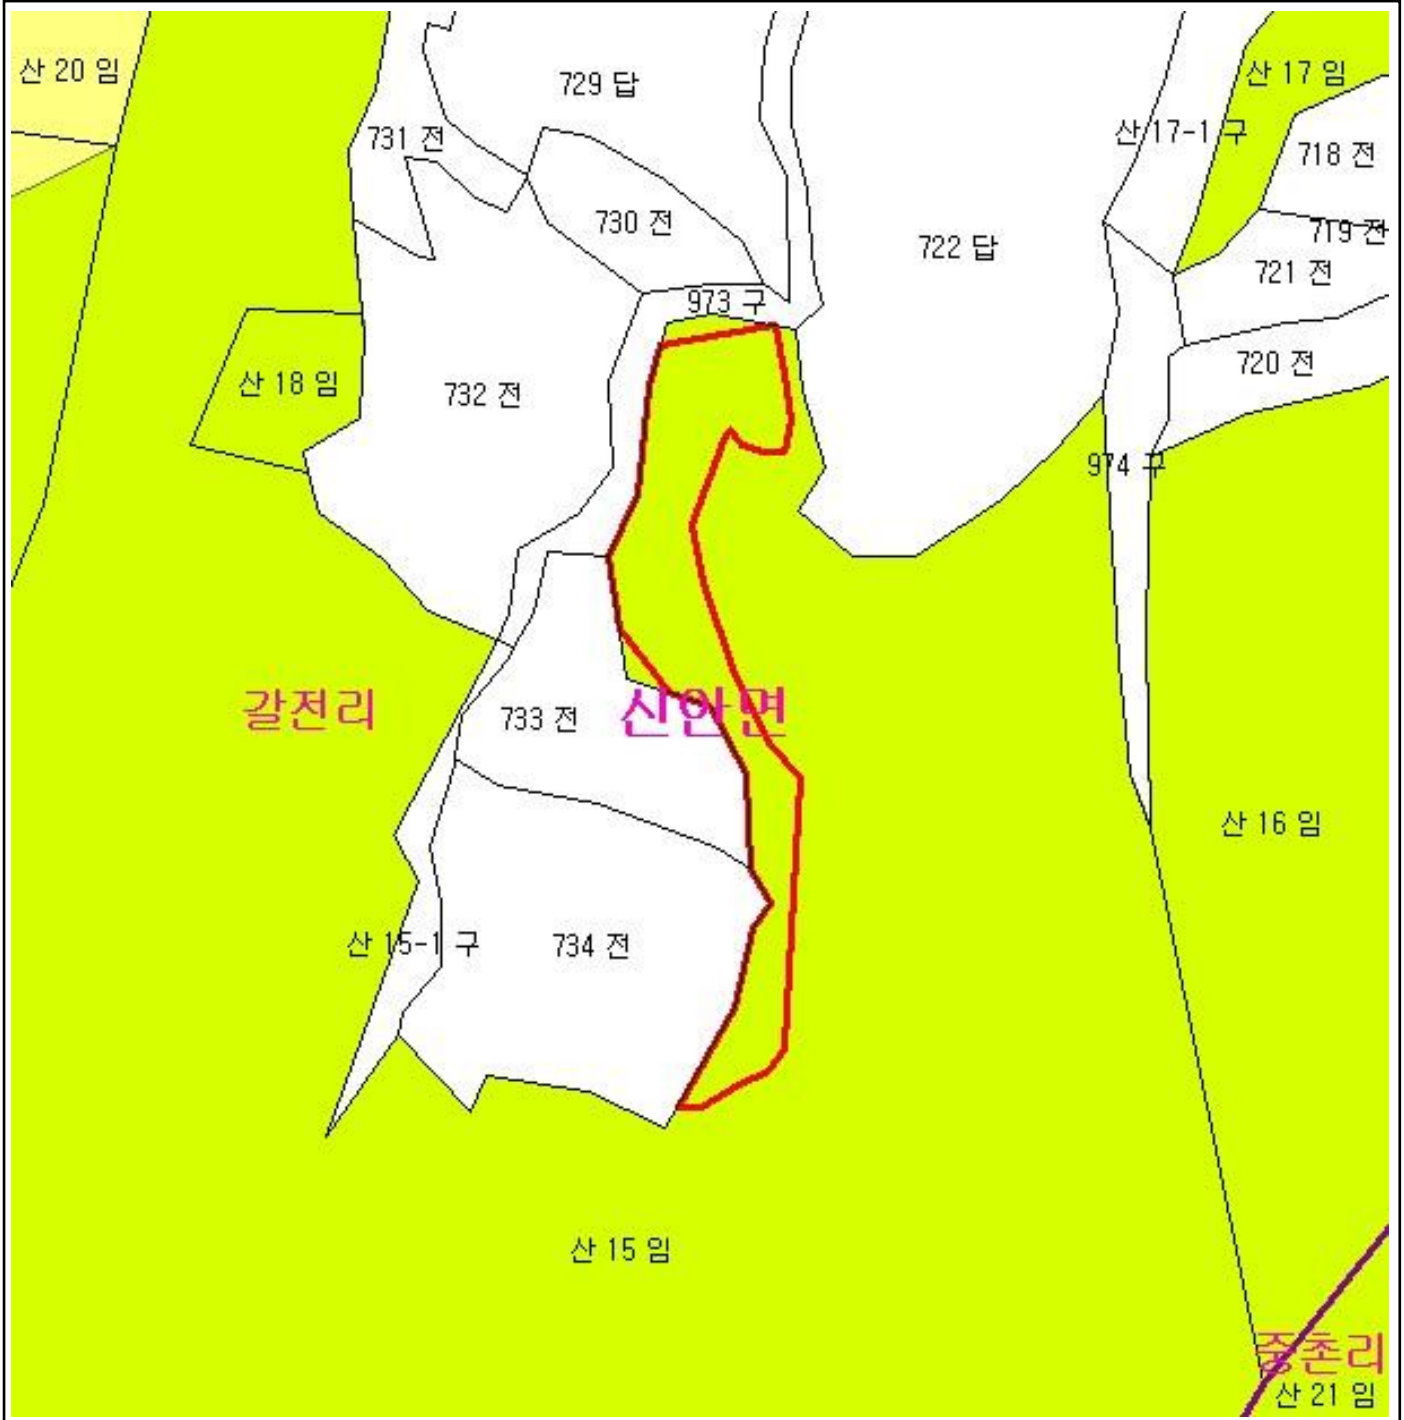 산 20 임
729 답
산 17 임
731 전
산 17-1 구
718 전
730 전
719 전
722 답
721 전
973 구
720 전
산 18 임
732 전
974 구
갈전리
733 전
신안면
산 16 임
산 15-1 구
734 전
산 15 임
중촌리
산 21 임